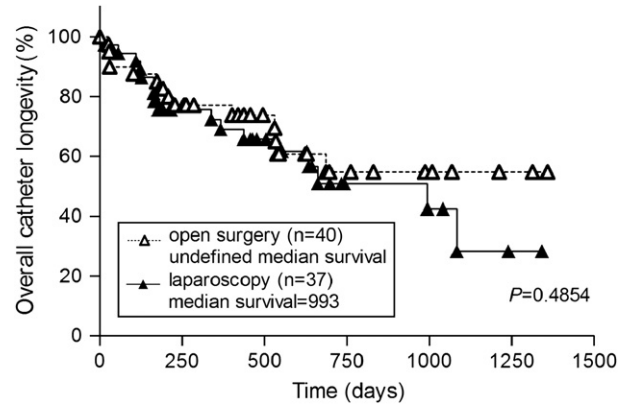 Overall catheter longevity (%)
100
80
60
40
20
0
open surgery (n=40)
undefined median survival
laparoscopy (n=37)
median survival=993
P=0.4854
0 250 500 750 1000 1250 1500
Time (days)